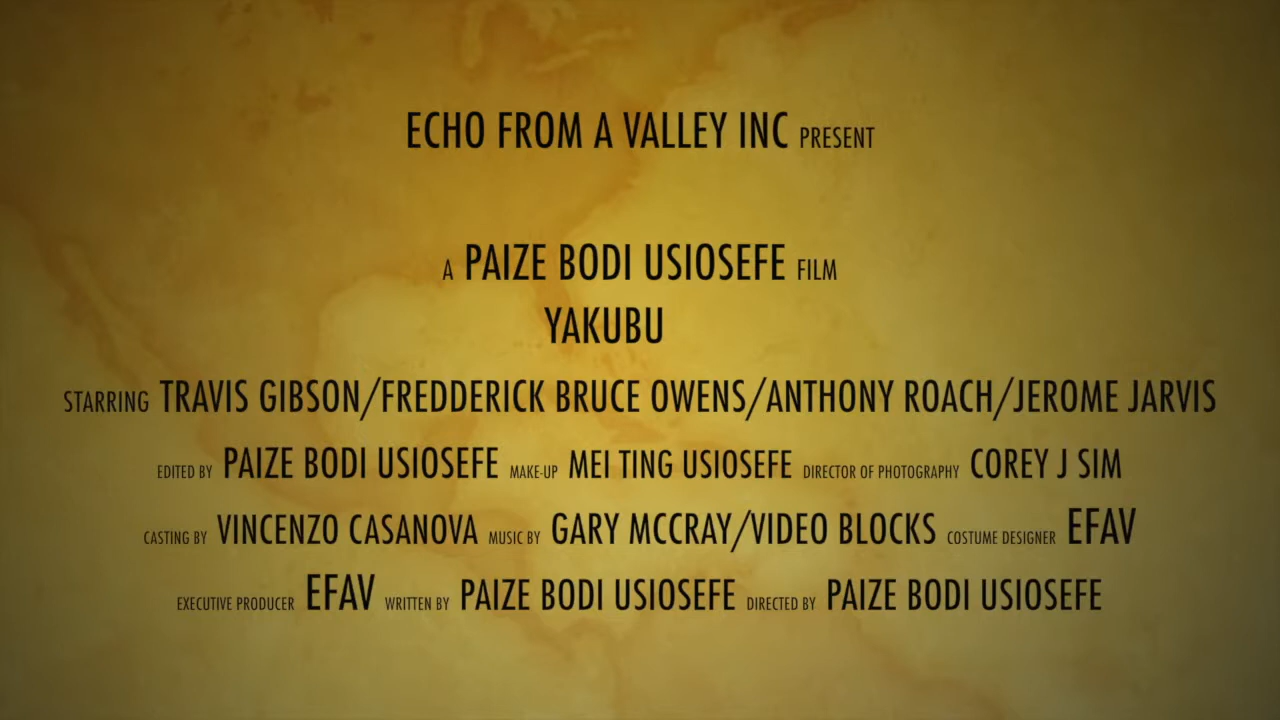 ECHO FROM A VALLEY INC PRESENT
A PAIZE BODI USIOSEFE FILM
YAKUBU
STARRING TRAVIS GIBSON/FREDDERICK BRUCE OWENS/ANTHONY ROACH/JEROME JARVIS
EDITED BY PAIZE BODI USIOSEFE MAKE-UP MEI TING USIOSEFE DIRECTOR OF PHOTOGRAPHY COREY J SIM
CASTING BY VINCENZO CASANOVA MUSIC BY GARY MCCRAY/VIDEO BLOCKS COSTUME DESIGNER EFAV
EXECUTIVE PRODUCER EFAV WRITTEN BY PAIZE BODI USIOSEFE DIRECTED BY PAIZE BODI USIOSEFE